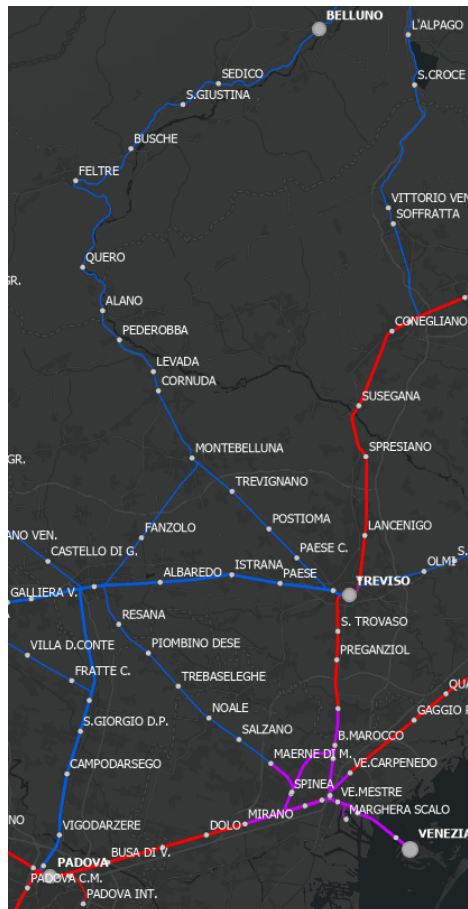 BELLUNO
L'ALPAGO
SEDICO
S.CROCE
S.GIUSTINA
BUSCHE
FELTRE
VITTORIO VEN
SOFFRATTA
QUERO
GR.
ALANO
CONEGLIANO
PEDEROBBA
LEVADA
CORNUDA
SUSEGANA
MONTEBELLUNA
SPRESIANO
GR.
TREVIGNANO
POSTIOMA
LANCENIGO
FANZOLO
ANO VEN.
CASTELLO DI G.
PAESE C.
S.
ISTRANA
OLMI
ALBAREDO
PAESE
TREVISO
GALLIERA V.
A
RESANA
S. TROVASO
VILLA D.CONTE
PIOMBINO DESE
PREGANZIOL
FRATTE C.
TREBASELEGHE
QUA
NOALE
GAGGIO P
S.GIORGIO D.P.
SALZANO
B.MAROCCO
MAERNE DI M.
VE.CARPENEDO
CAMPODARSEGO
SPINEA
VE.MESTRE
MARGHERA SCALO
MIRANO
NO
VIGODARZERE
DOLO
VENEZIA
BUSA DI V.
PADOVA
PADOVA C.M.
PADOVA INT.